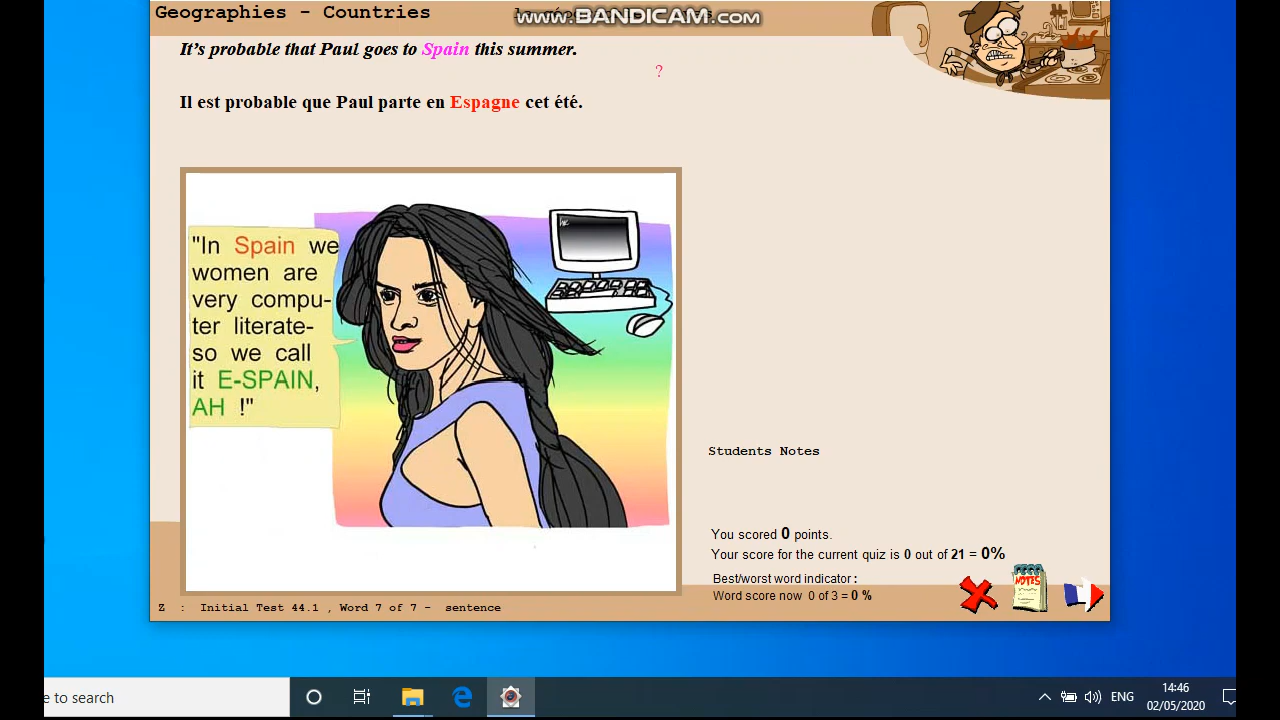 Geographies - Countries
www.BANDICAM.com
It's probable that Paul goes to Spain this summer.
?
Il est probable que Paul parte en Espagne cet été.
"In Spain we
women are
very compu-
ter literate-
so we call
it E-SPAIN,
AH !"
Students Notes
You scored 0 points.
Your score for the current quiz is 0 out of 21 = 0%
Best/worst word indicator :
Word score now 0 of 3 = 0 %
NOTES
Z : Initial Test 44.1 , Word 7 of 7 - sentence
e to search
ENG
14:46
02/05/2020